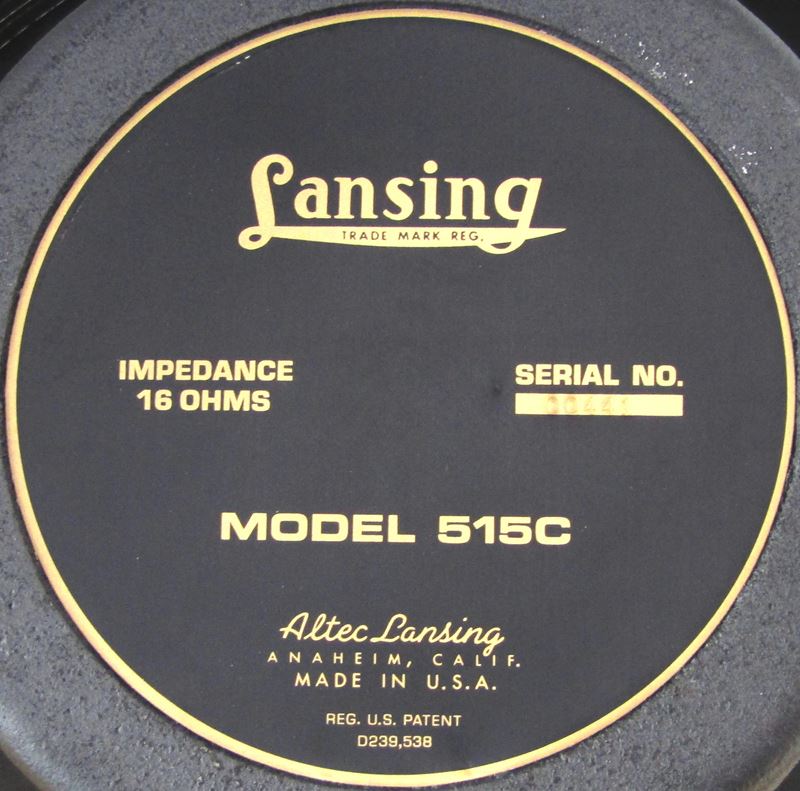 Lansing
TRADE MARK REG.
IMPEDANCE
16 OHMS
SERIAL NO.
00441
MODEL 515C
Altec Lansing
ANAHEIM, CALIF.
MADE IN U.S.A.
REG. U.S. PATENT
D239,538